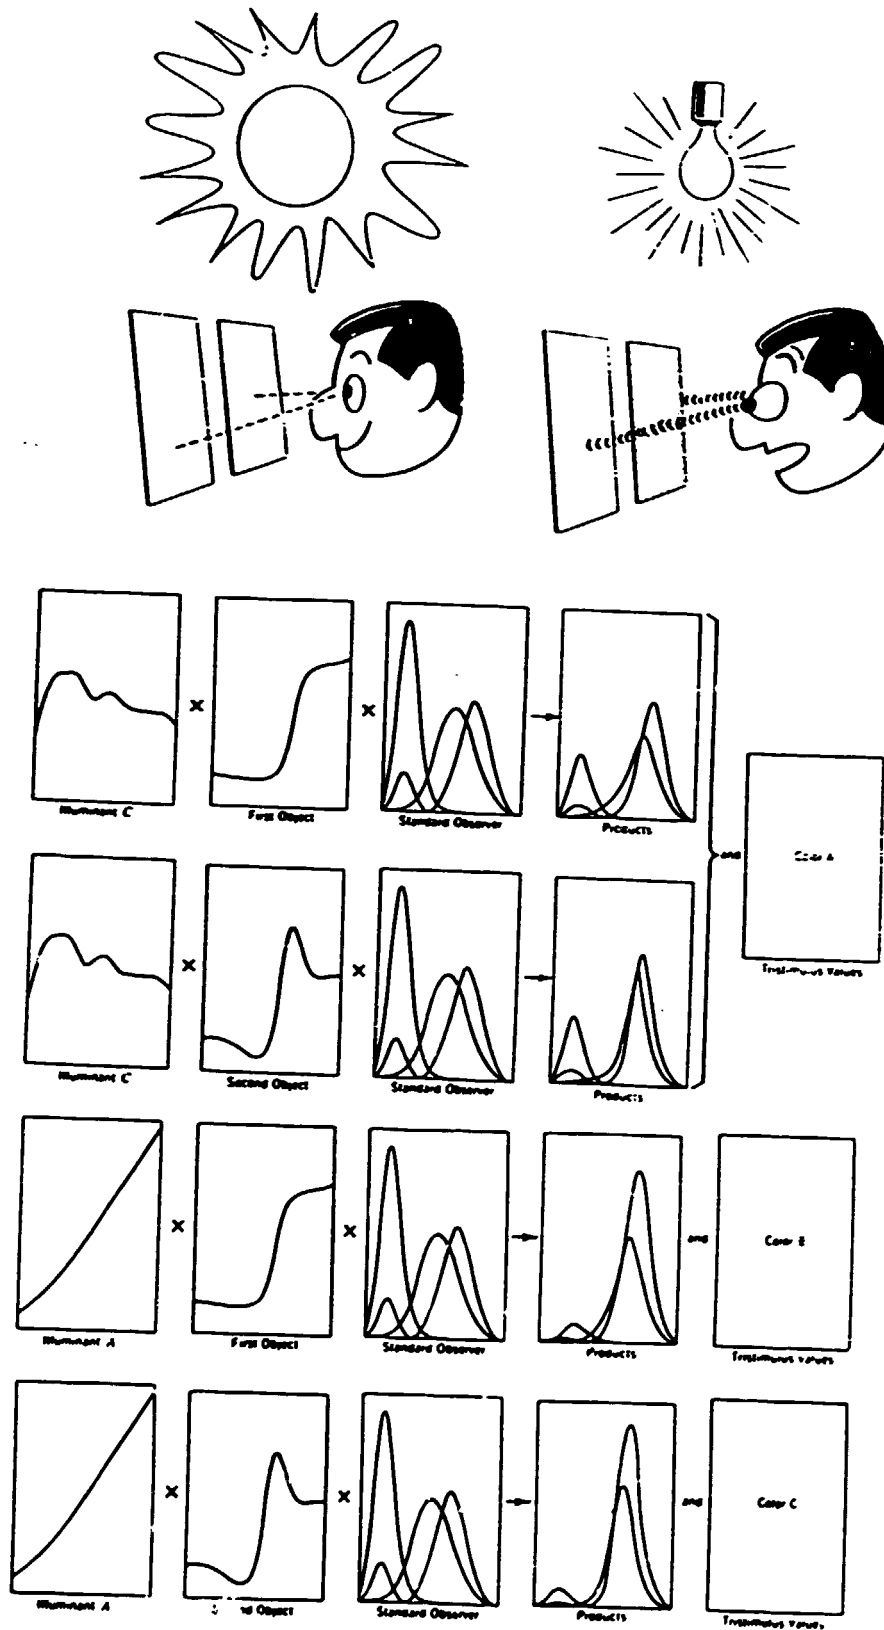 Illuminant C
First Object
Standard Observer
Products
and
Color A
Tristimulus Values
Illuminant C
Second Object
Standard Observer
Products
Illuminant A
First Object
Standard Observer
Products
and
Color B
Tristimulus Values
Illuminant A
Object
Standard Observer
Products
and
Color C
Tristimulus Values